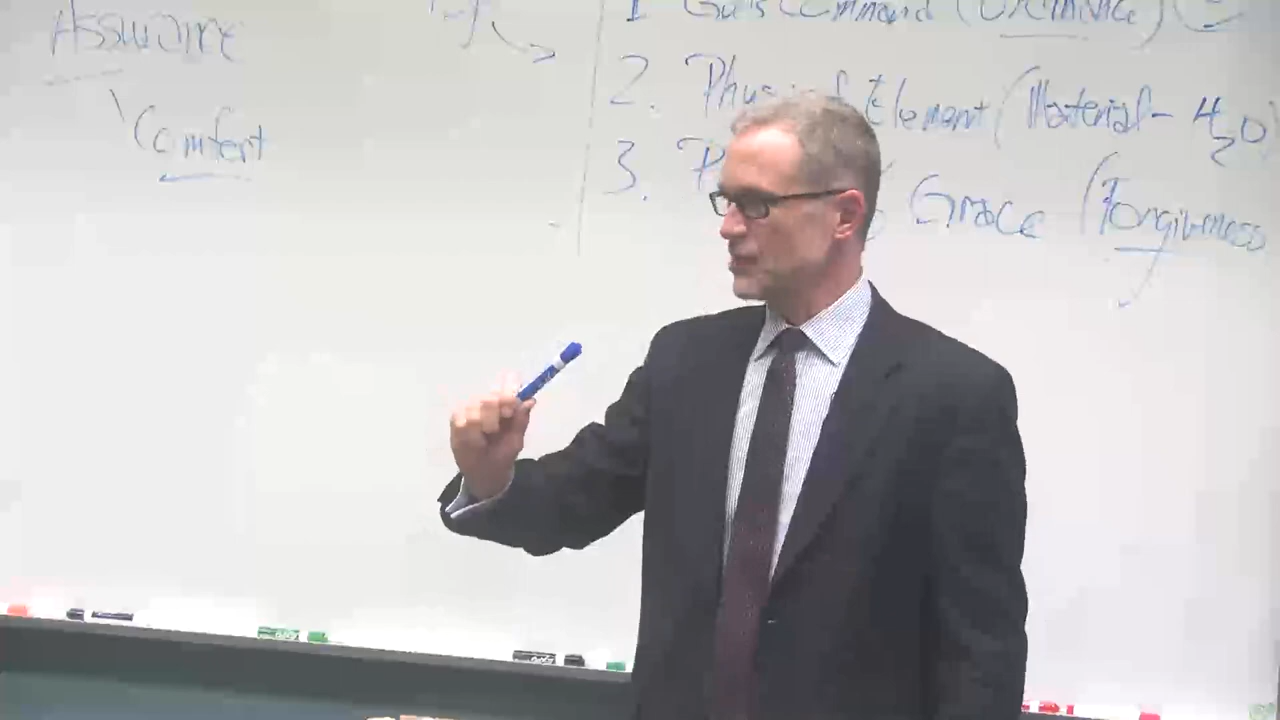 Assurance
Comfort
1 God's Command (Ordinance)
2. Physical Element (Material - H2O
3. Grace (Forgiveness